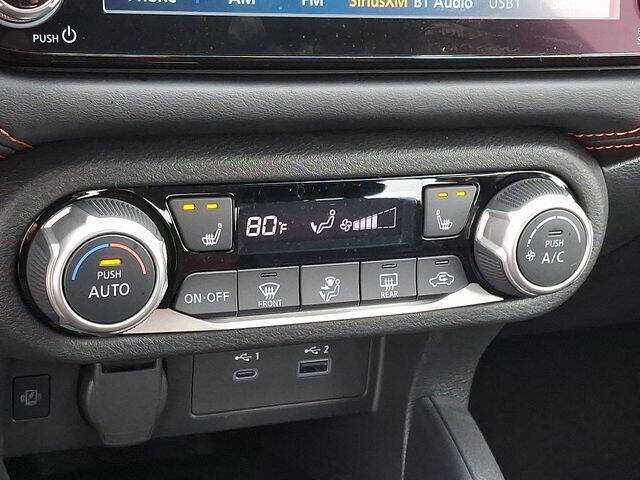 Phone AM FM SiriusXM BT Audio USB1
PUSH
80°F
PUSH
AUTO
ON·OFF
FRONT
REAR
PUSH
A/C
1
2